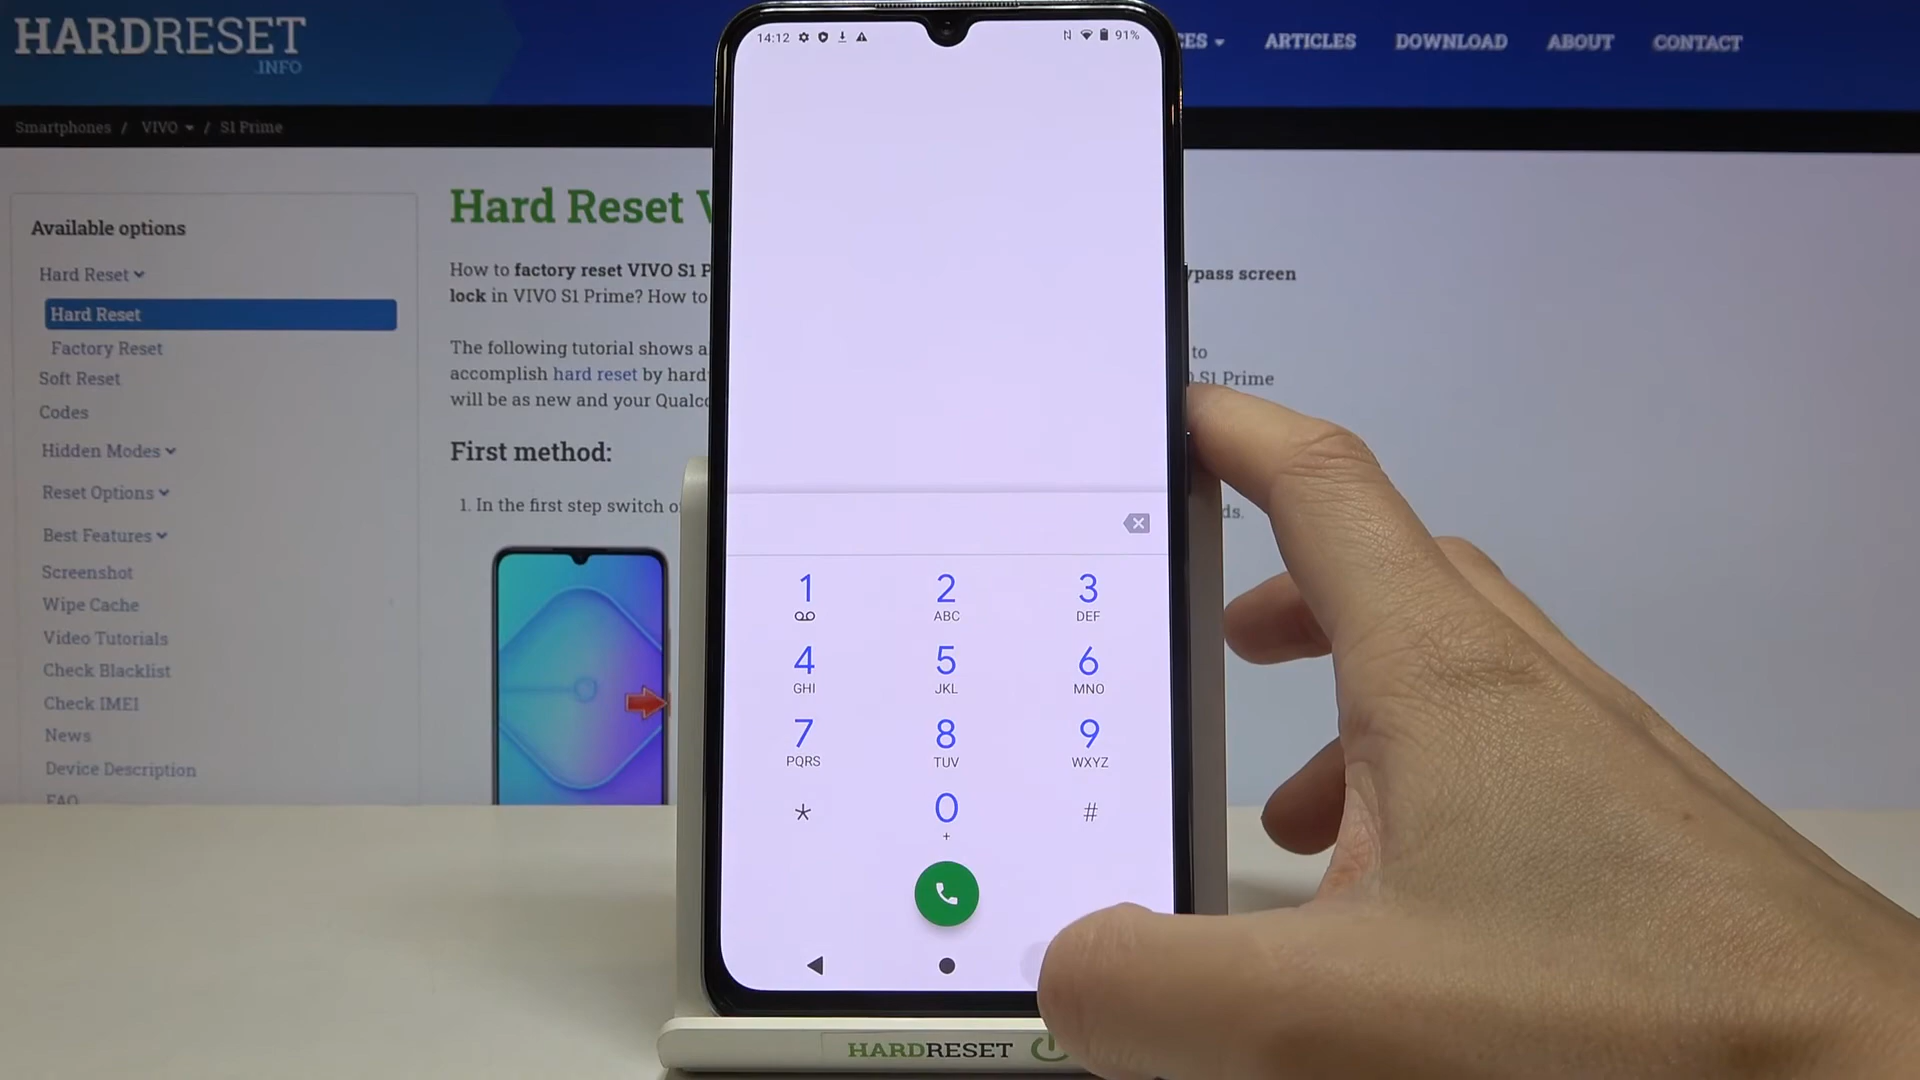 HARDRESET
.INFO
ARTICLES
DOWNLOAD
ABOUT
CONTACT
Smartphones / VIVO / S1 Prime
Available options
Hard Reset
Hard Reset
Factory Reset
Soft Reset
Codes
Hidden Modes
Reset Options
Best Features
Screenshot
Wipe Cache
Video Tutorials
Check Blacklist
Check IMEI
News
Device Description
FAQ
Hard Reset
How to factory reset VIVO S1 P
screen
lock in VIVO S1 Prime? How to
The following tutorial shows
to
accomplish hard reset by hard
S1 Prime
will be as new and your
First method:
1. In the first step switch
14:12
91%
1
2 ABC
3 DEF
4 GHI
5 JKL
6 MNO
7 PQRS
8 TUV
9 WXYZ
*
0 +
#
HARDRESET